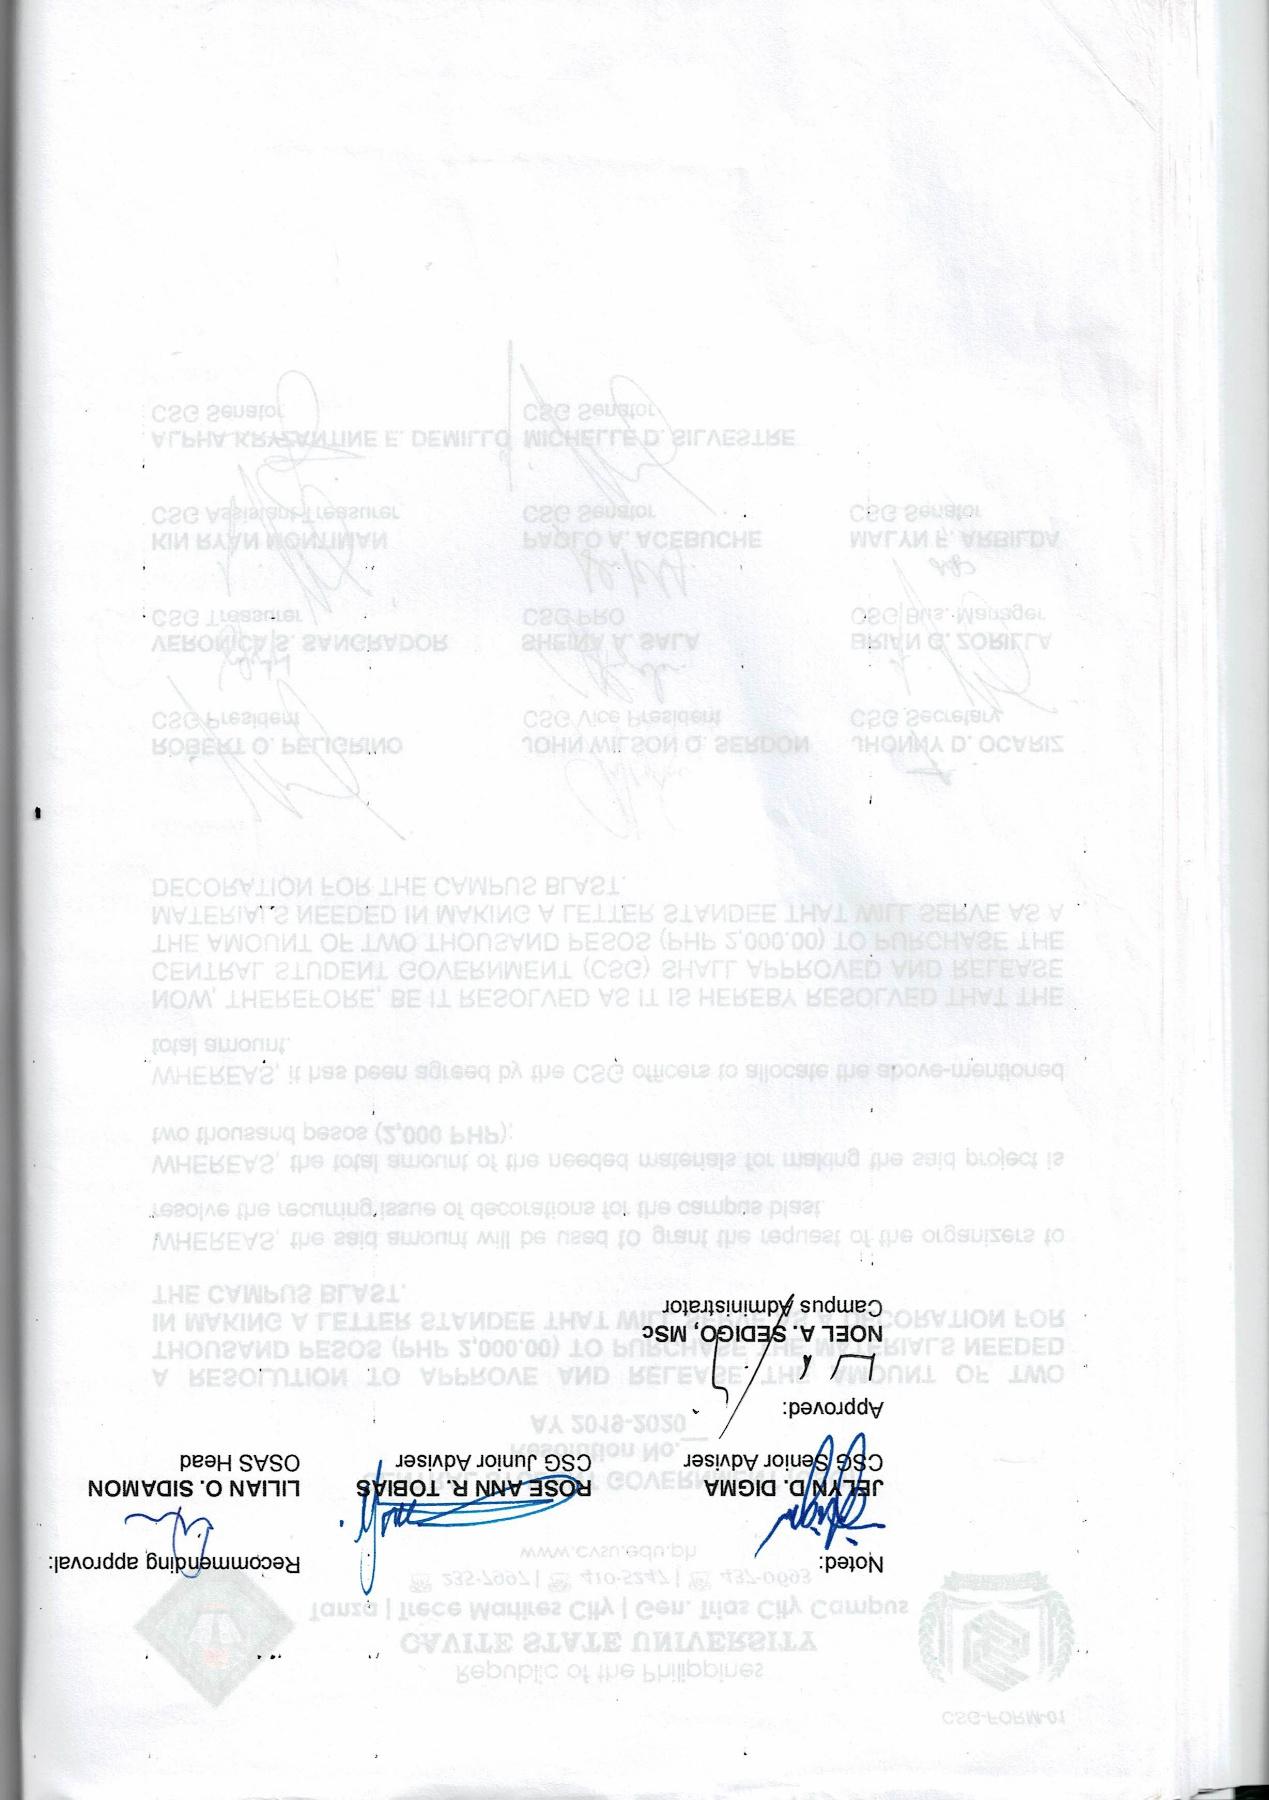 Noted: Recommending approval:
JELYN D. DIGMA ROSE ANN R. TOBIAS LILIAN O. SIDAMON
CSG Senior Adviser CSG Junior Adviser OSAS Head
Approved:
NOEL A. SEDIGO, MSc
Campus Administrator
CSG-FORM-01
Republic of the Philippines
CAVITE STATE UNIVERSITY
Tanza | Trece Martires City | Gen. Trias City Campus
235-7997 | 410-5247 | 437-0693
www.cvsu.edu.ph
CENTRAL STUDENT GOVERNMENT
Resolution No.__
AY 2019-2020
A RESOLUTION TO APPROVE AND RELEASE THE AMOUNT OF TWO
THOUSAND PESOS (PHP 2,000.00) TO PURCHASE THE MATERIALS NEEDED
IN MAKING A LETTER STANDEE THAT WILL SERVE AS A DECORATION FOR
THE CAMPUS BLAST.
WHEREAS, the said amount will be used to grant the request of the organizers to
resolve the recurring issue of decorations for the campus blast.
WHEREAS, the total amount of the needed materials for making the said project is
two thousand pesos (2,000 PHP);
WHEREAS, it has been agreed by the CSG officers to allocate the above-mentioned
total amount.
NOW, THEREFORE, BE IT RESOLVED AS IT IS HEREBY RESOLVED THAT THE
CENTRAL STUDENT GOVERNMENT (CSG) SHALL APPROVED AND RELEASE
THE AMOUNT OF TWO THOUSAND PESOS (PHP 2,000.00) TO PURCHASE THE
MATERIALS NEEDED IN MAKING A LETTER STANDEE THAT WILL SERVE AS A
DECORATION FOR THE CAMPUS BLAST.
ROBERT O. PELIGRINO JOHN WILSON O. SERDON JHONNY D. OCARIZ
CSG President CSG Vice President CSG Secretary
VERONICA S. SANGRADOR SHEINA A. SALA BRIAN G. ZORILLA
CSG Treasurer CSG PRO CSG Bus. Manager
KIN RYAN MONTIMAN PAOLO A. ACEBUCHE MALYN F. ARBILDA
CSG Assistant Treasurer CSG Senator CSG Senator
ALPHA KRYZANTINE E. DEMILLO MICHELLE D. SILVESTRE
CSG Senator CSG Senator